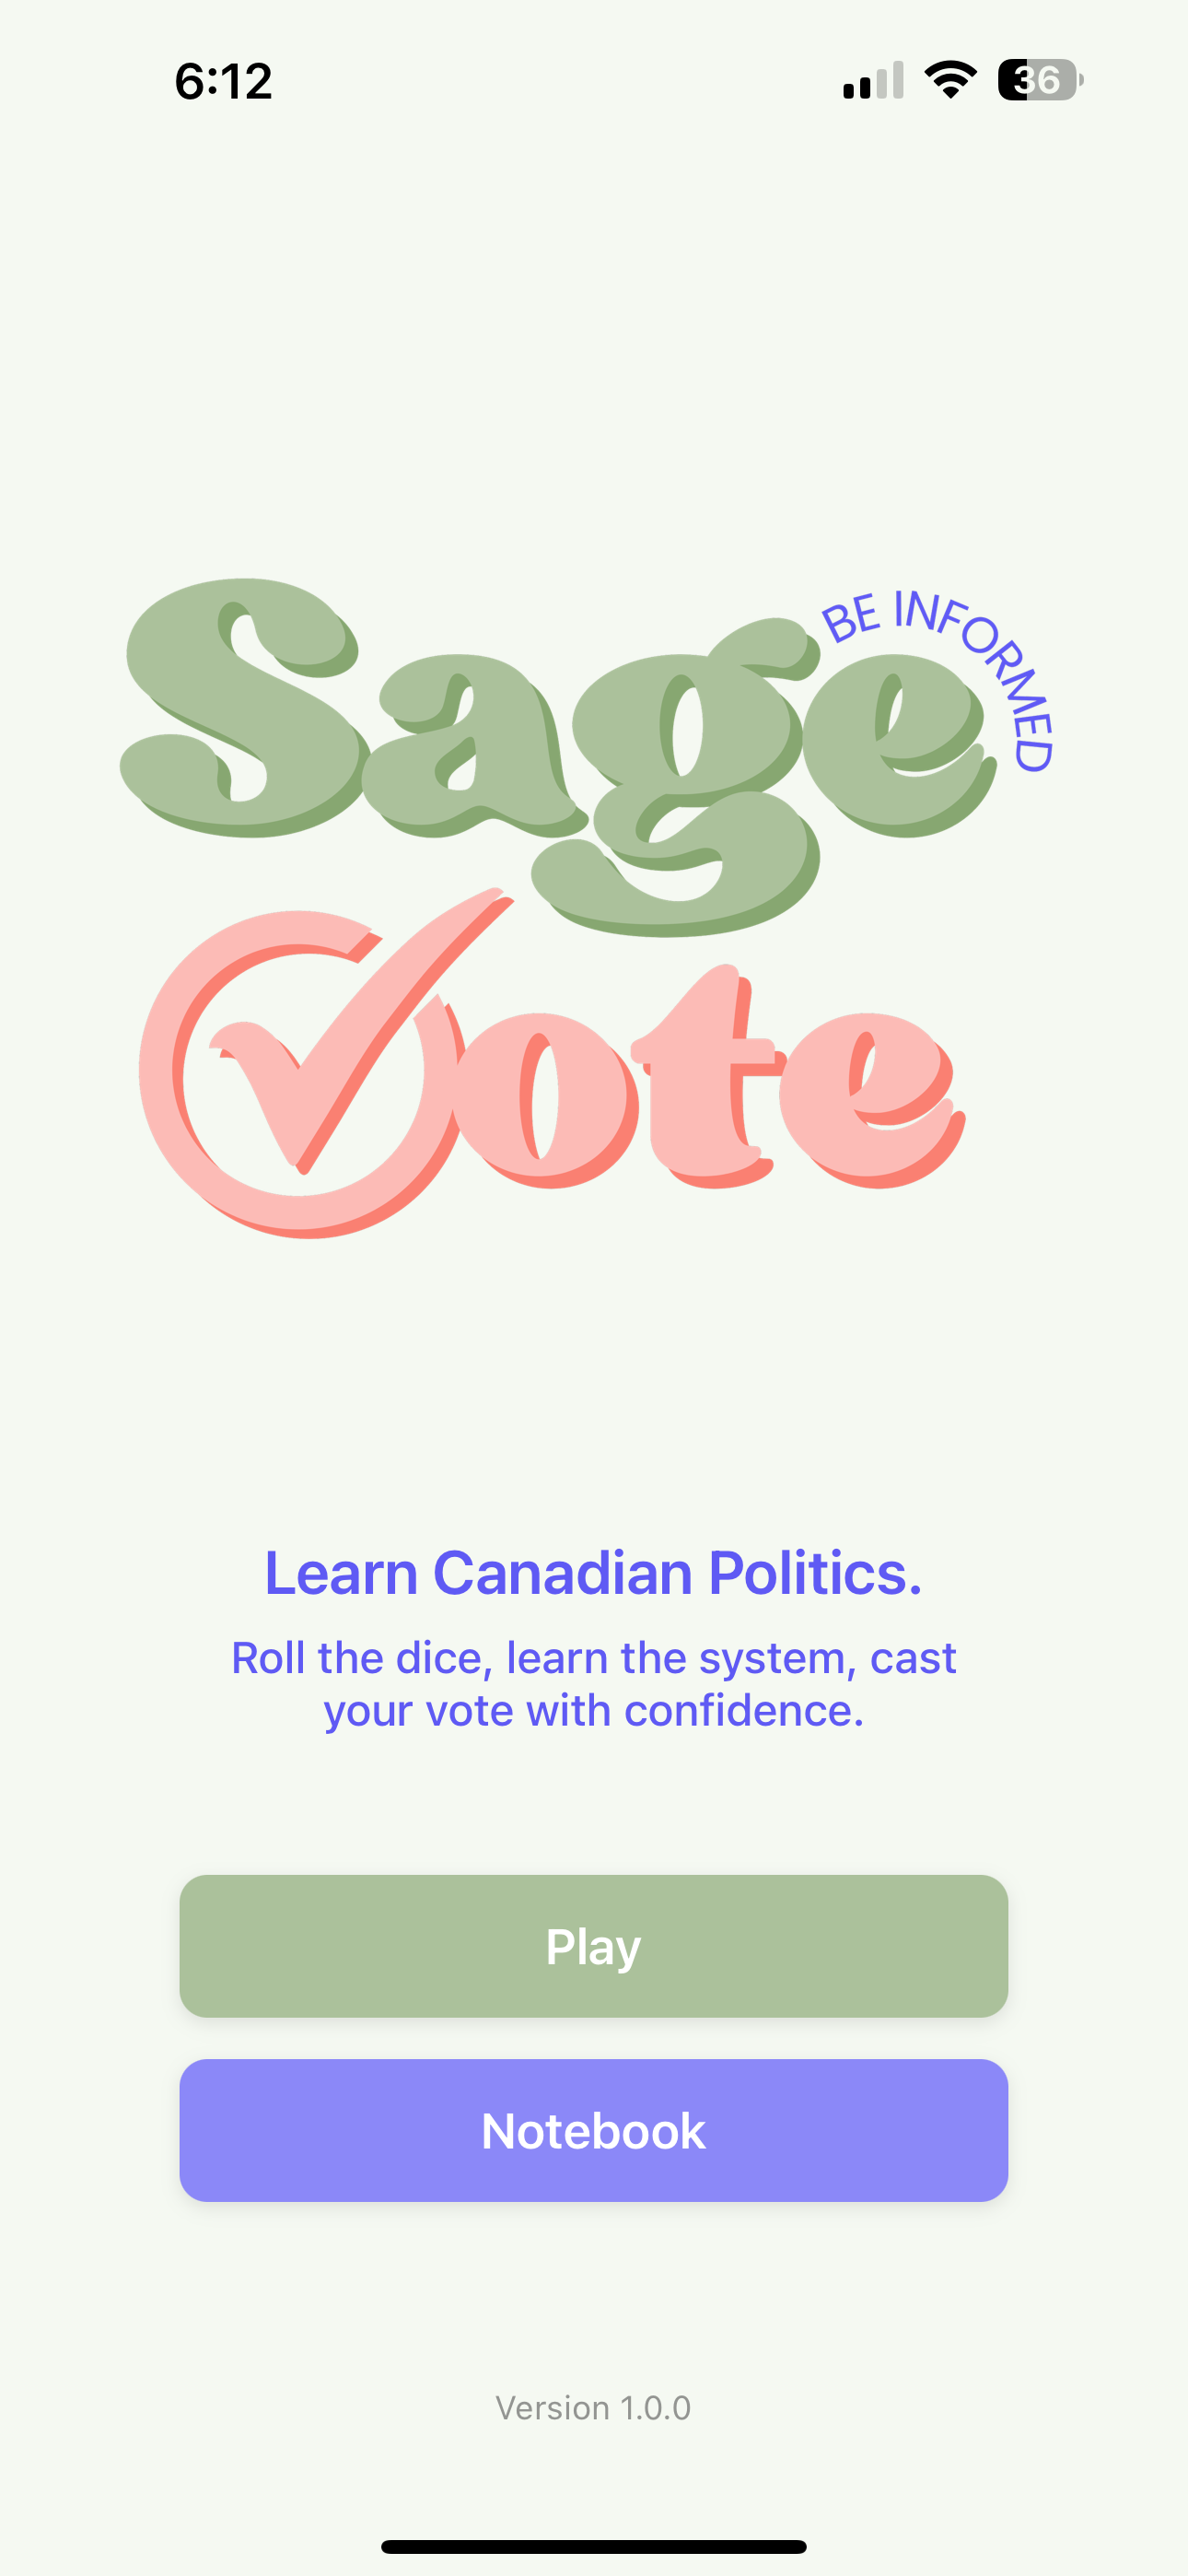 6:12
36
Sage
BE INFORMED
Vote
Learn Canadian Politics.
Roll the dice, learn the system, cast
your vote with confidence.
Play
Notebook
Version 1.0.0